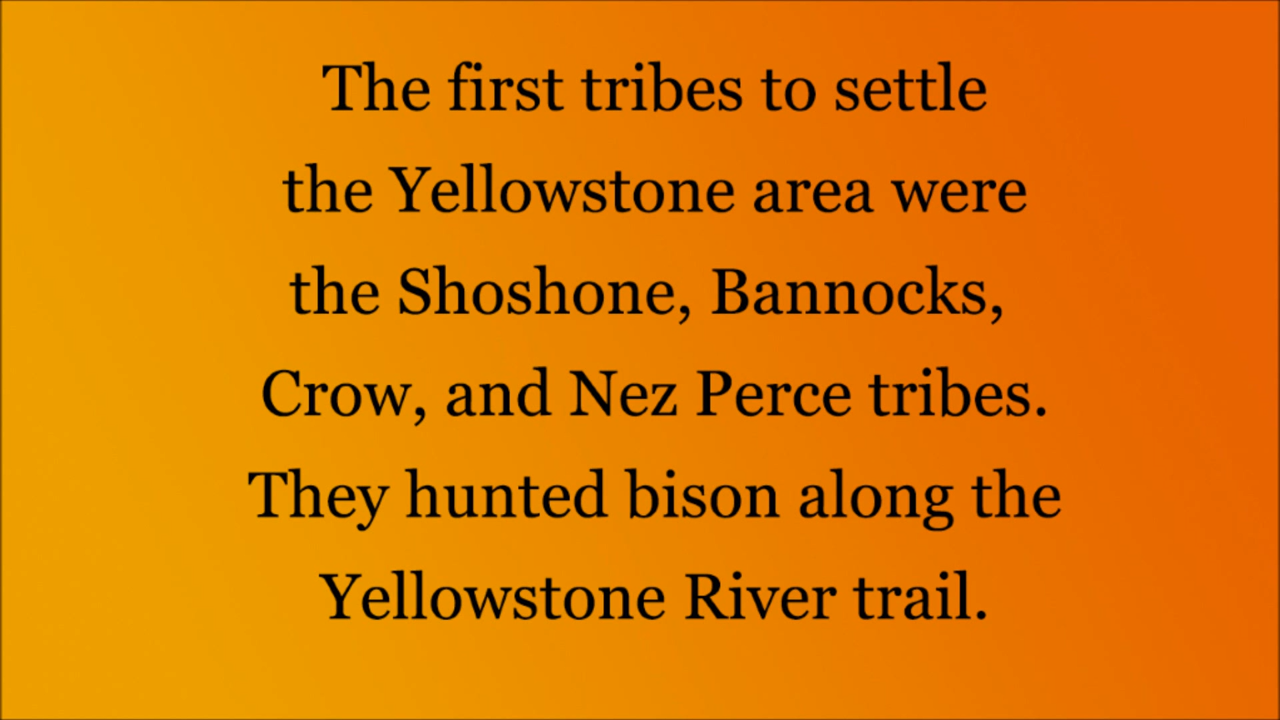 The first tribes to settle
the Yellowstone area were
the Shoshone, Bannocks,
Crow, and Nez Perce tribes.
They hunted bison along the
Yellowstone River trail.